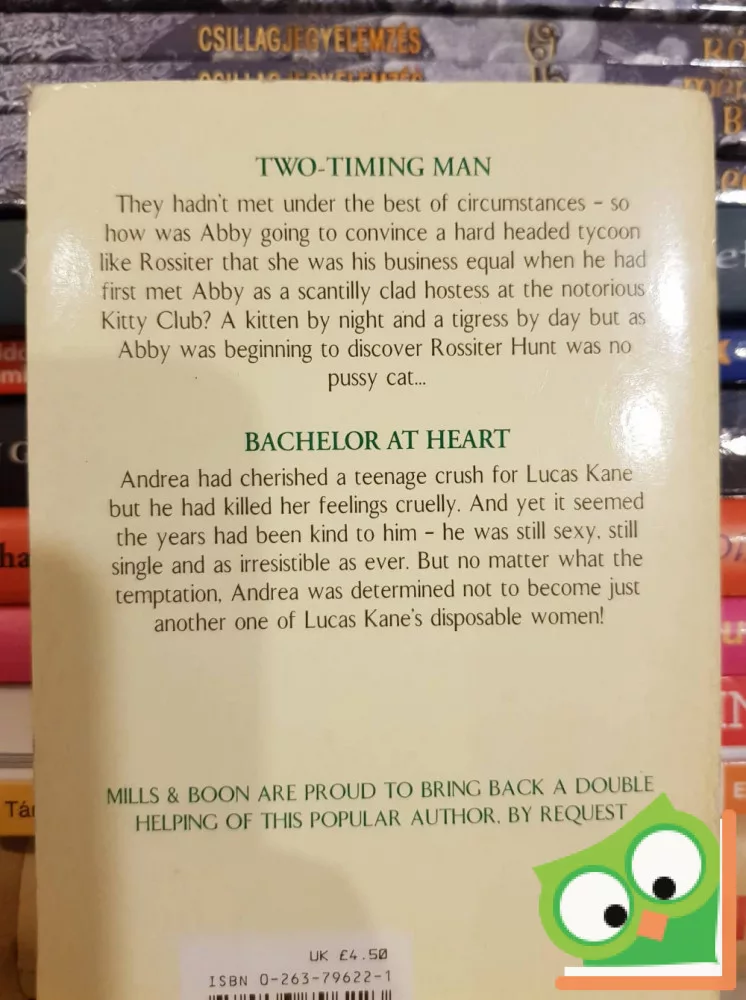 CSILLAGJEGYELEMZÉS
TWO-TIMING MAN
They hadn't met under the best of circumstances – so
how was Abby going to convince a hard headed tycoon
like Rossiter that she was his business equal when he had
first met Abby as a scantily clad hostess at the notorious
Kitty Club? A kitten by night and a tigress by day but as
Abby was beginning to discover Rossiter Hunt was no
pussy cat...
BACHELOR AT HEART
Andrea had cherished a teenage crush for Lucas Kane
but he had killed her feelings cruelly. And yet it seemed
the years had been kind to him – he was still sexy, still
single and as irresistible as ever. But no matter what the
temptation, Andrea was determined not to become just
another one of Lucas Kane's disposable women!
MILLS & BOON ARE PROUD TO BRING BACK A DOUBLE
HELPING OF THIS POPULAR AUTHOR, BY REQUEST
UK £4.50
ISBN 0-263-79622-1